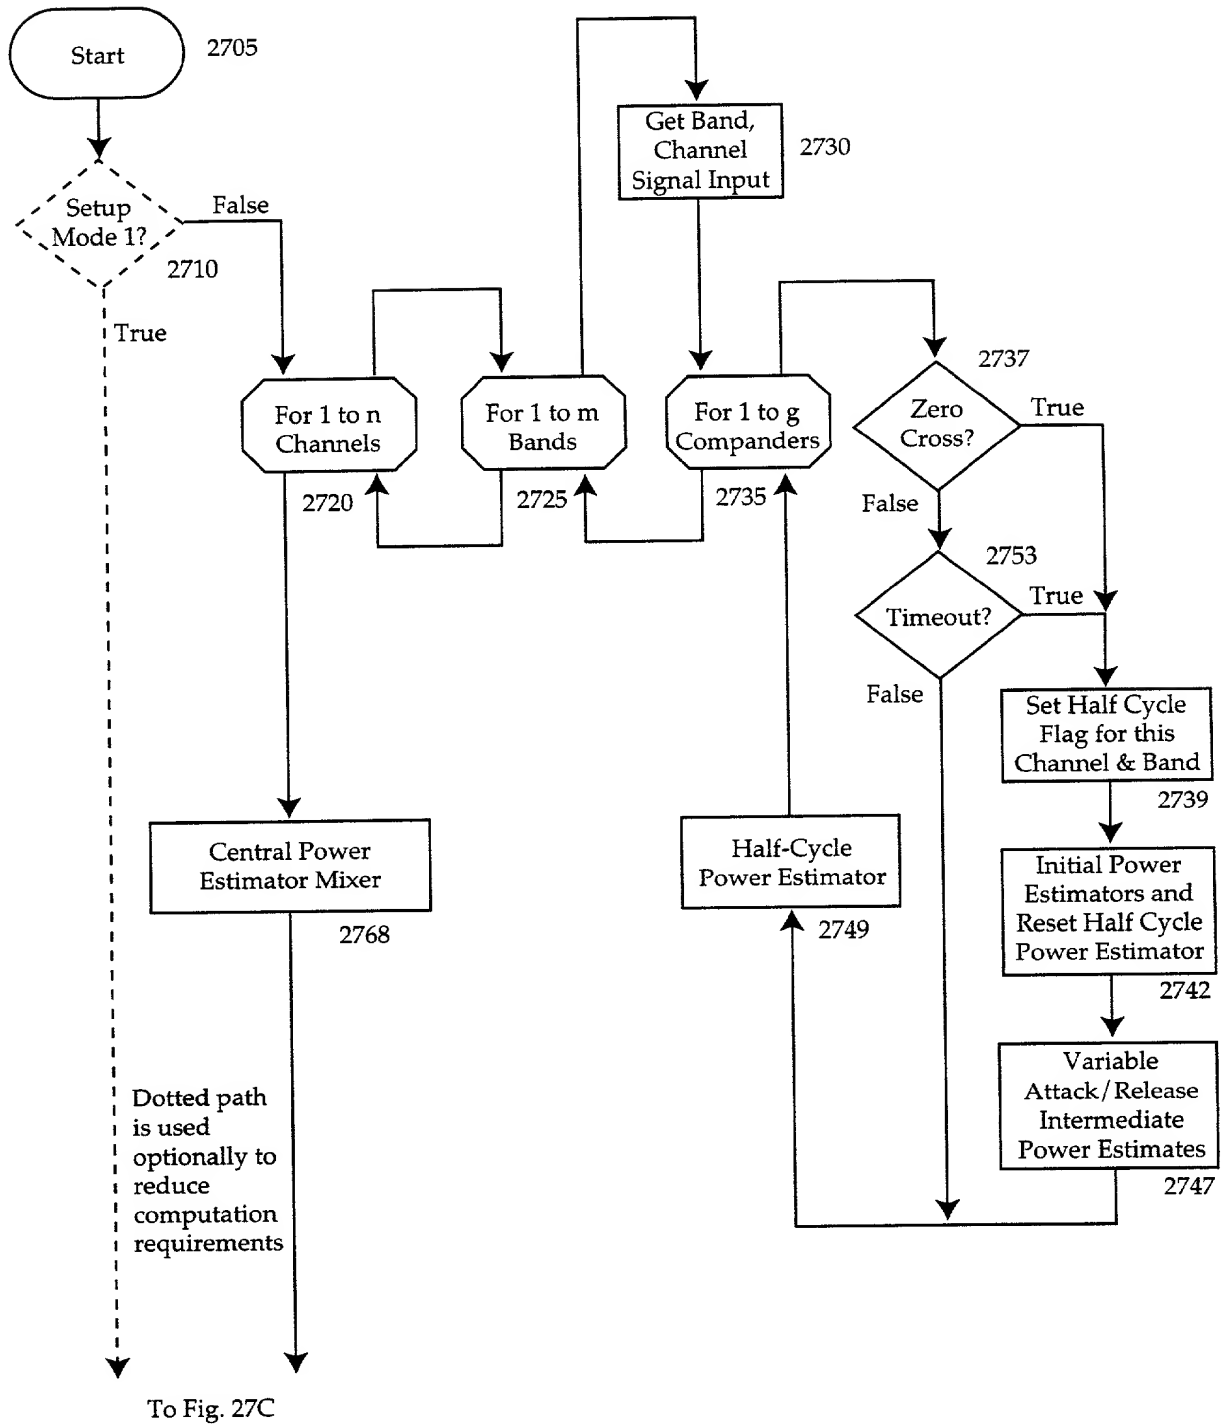 Start
2705
Setup
Mode 1?
False
2710
True
Get Band,
Channel
Signal Input
2730
For 1 to n
Channels
2720
For 1 to m
Bands
2725
For 1 to g
Companders
2735
2737
Zero
Cross?
True
False
2753
Timeout?
True
False
Set Half Cycle
Flag for this
Channel & Band
2739
Central Power
Estimator Mixer
2768
Half-Cycle
Power Estimator
2749
Initial Power
Estimators and
Reset Half Cycle
Power Estimator
2742
Variable
Attack/Release
Intermediate
Power Estimates
2747
Dotted path
is used
optionally to
reduce
computation
requirements
To Fig. 27C